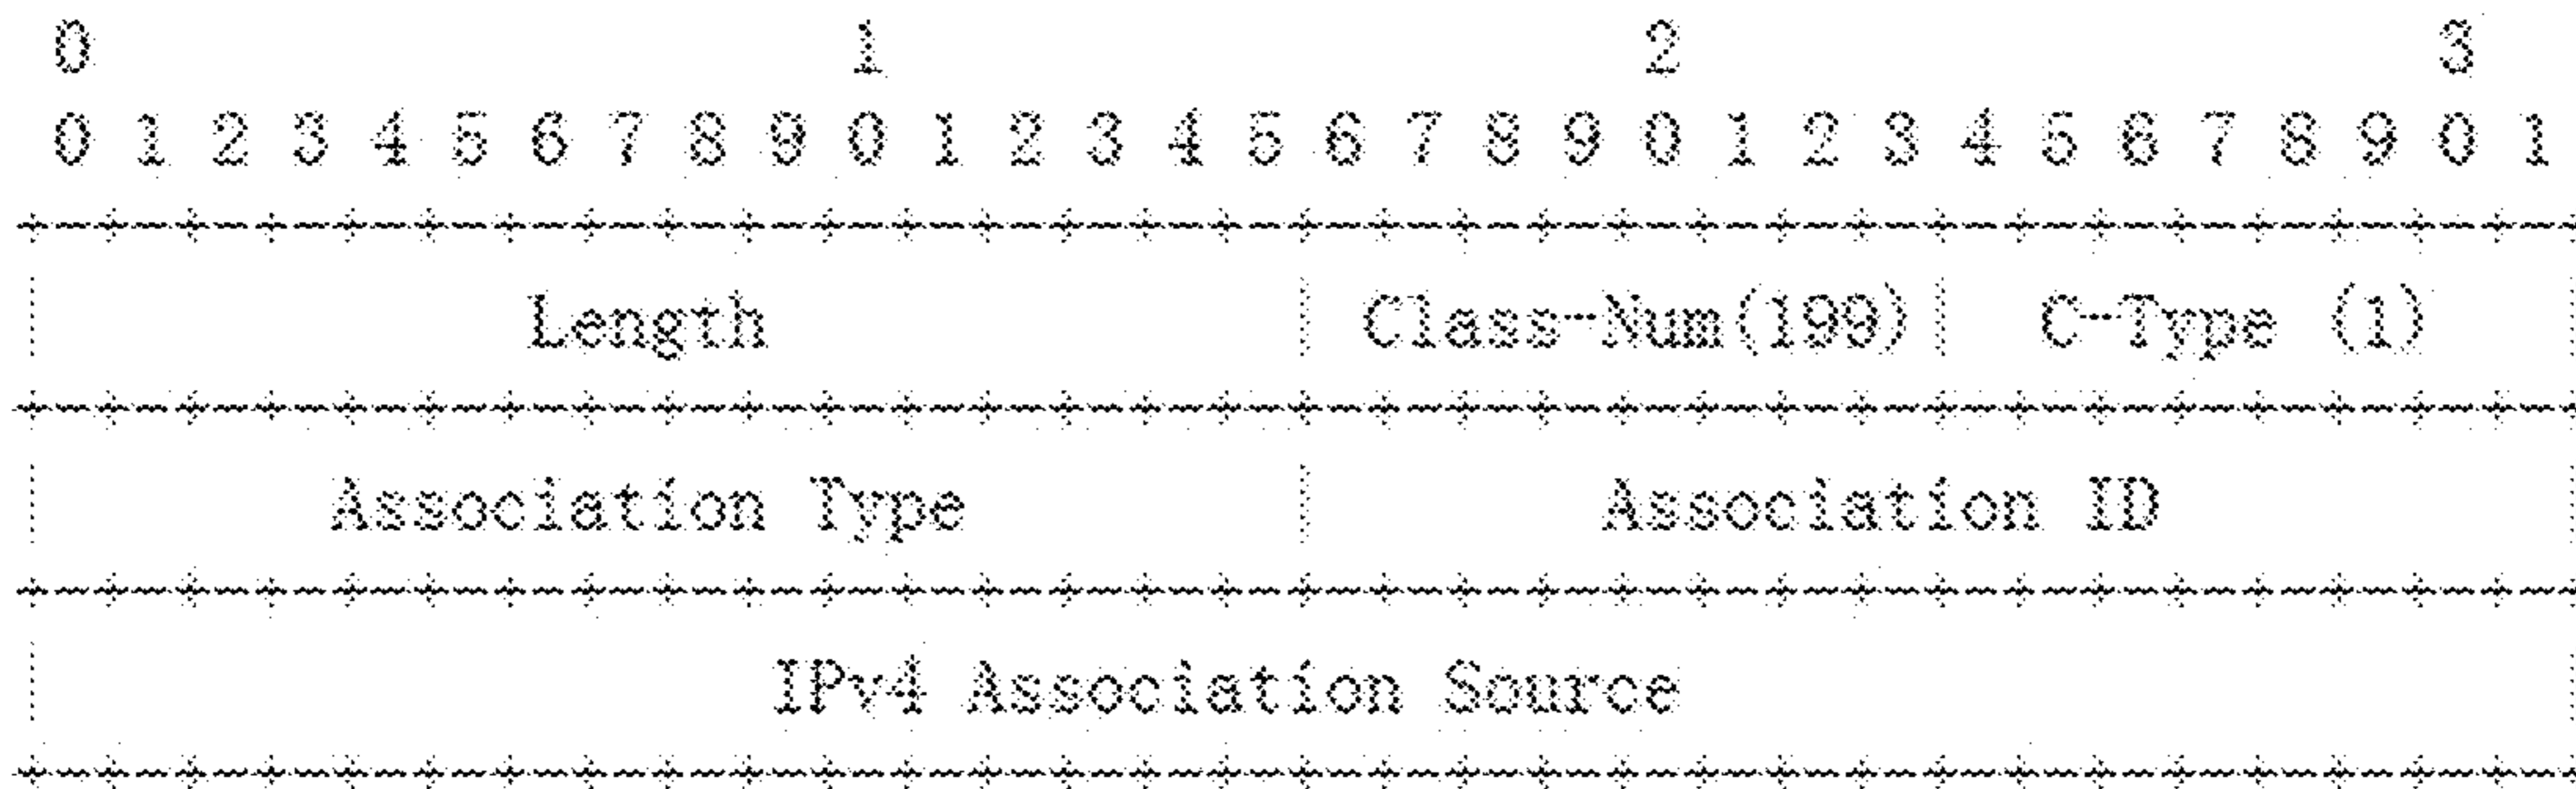 0 1 2 3
0 1 2 3 4 5 6 7 8 9 0 1 2 3 4 5 6 7 8 9 0 1 2 3 4 5 6 7 8 9 0 1
Length Class-Num(199) C-Type (1)
Association Type Association ID
IPv4 Association Source